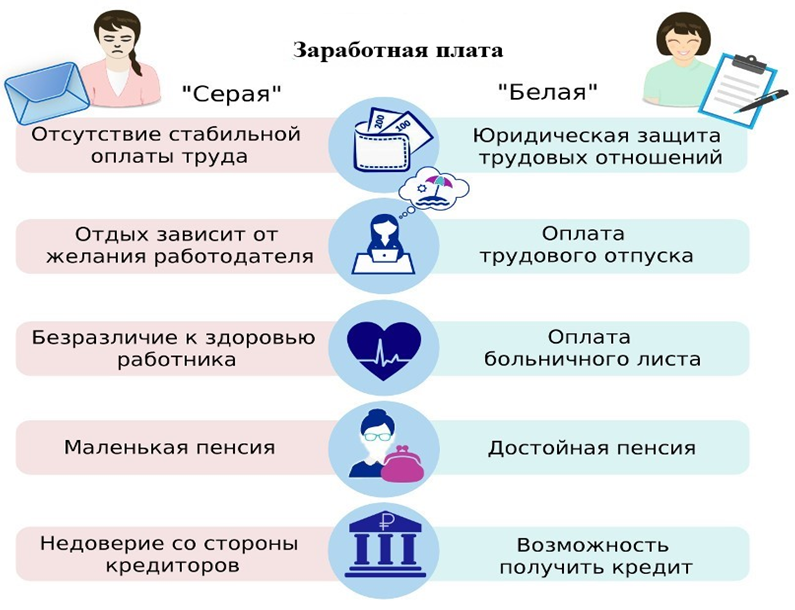 Заработная плата
"Серая"
"Белая"
Отсутствие стабильной
оплаты труда
100
100
Юридическая защита
трудовых отношений
Отдых зависит от
желания работодателя
Оплата
трудового отпуска
Безразличие к здоровью
работника
Оплата
больничного листа
Маленькая пенсия
Достойная пенсия
₽
Недоверие со стороны
кредиторов
Возможность
получить кредит